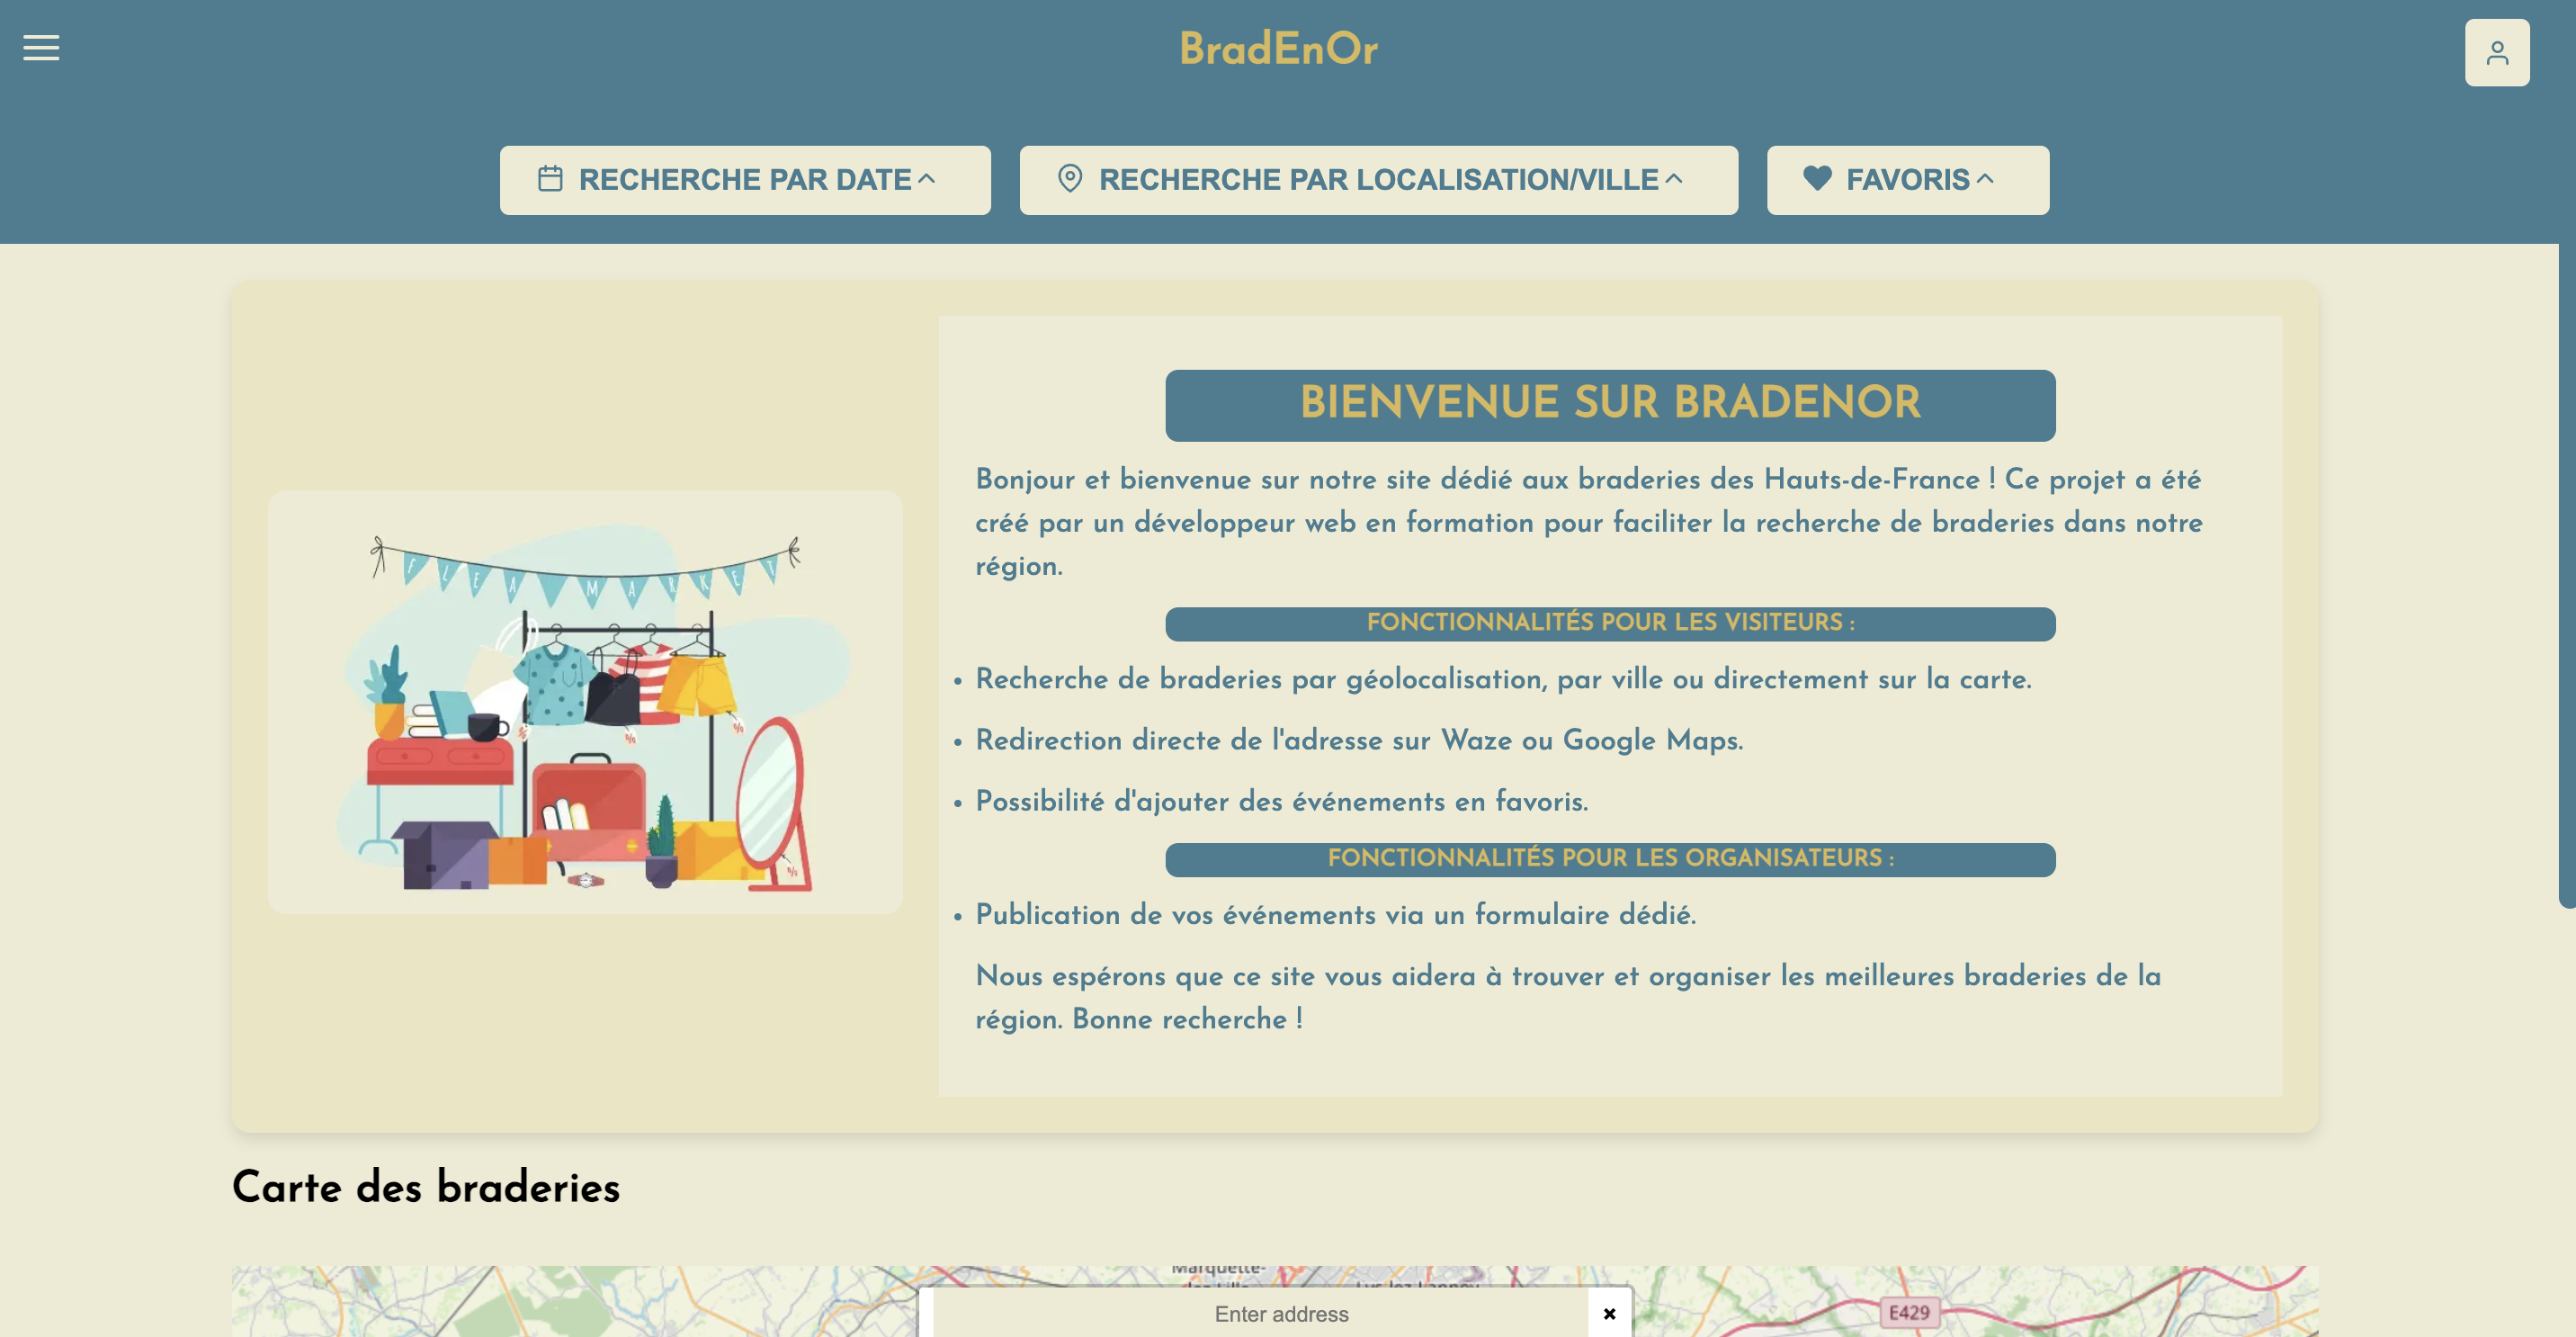 BradEnOr
RECHERCHE PAR DATE
RECHERCHE PAR LOCALISATION/VILLE
FAVORIS
FLEA MARKET
BIENVENUE SUR BRADENOR
Bonjour et bienvenue sur notre site dédié aux braderies des Hauts-de-France ! Ce projet a été
créé par un développeur web en formation pour faciliter la recherche de braderies dans notre
région.
FONCTIONNALITÉS POUR LES VISITEURS :
• Recherche de braderies par géolocalisation, par ville ou directement sur la carte.
• Redirection directe de l'adresse sur Waze ou Google Maps.
• Possibilité d'ajouter des événements en favoris.
FONCTIONNALITÉS POUR LES ORGANISATEURS :
• Publication de vos événements via un formulaire dédié.
Nous espérons que ce site vous aidera à trouver et organiser les meilleures braderies de la
région. Bonne recherche !
Carte des braderies
Marquette-
Enter address
E429